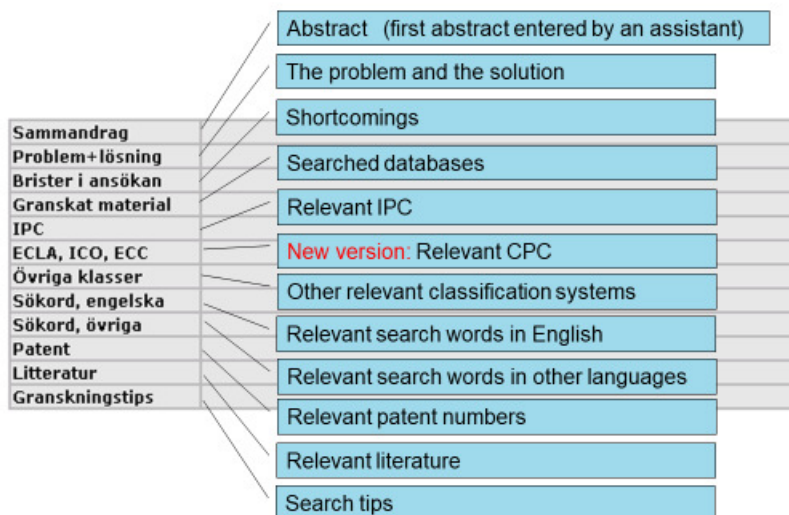 Abstract (first abstract entered by an assistant)
The problem and the solution
Shortcomings
Searched databases
Relevant IPC
New version: Relevant CPC
Other relevant classification systems
Relevant search words in English
Relevant search words in other languages
Relevant patent numbers
Relevant literature
Search tips
Sammandrag
Problem+lösning
Brister i ansökan
Granskat material
IPC
ECLA, ICO, ECC
Övriga klasser
Sökord, engelska
Sökord, övriga
Patent
Litteratur
Granskningstips